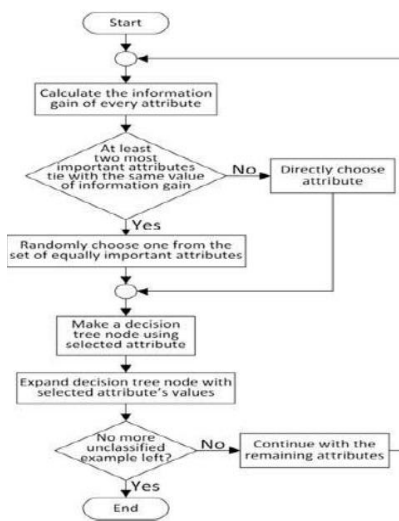 Start
Calculate the information
gain of every attribute
At least
two most
important attributes
tie with the same value
of information gain
No
Directly choose
attribute
Yes
Randomly choose one from the
set of equally important attributes
Make a decision
tree node using
selected attribute
Expand decision tree node with
selected attribute's values
No more
unclassified
example left?
No
Continue with the
remaining attributes
Yes
End